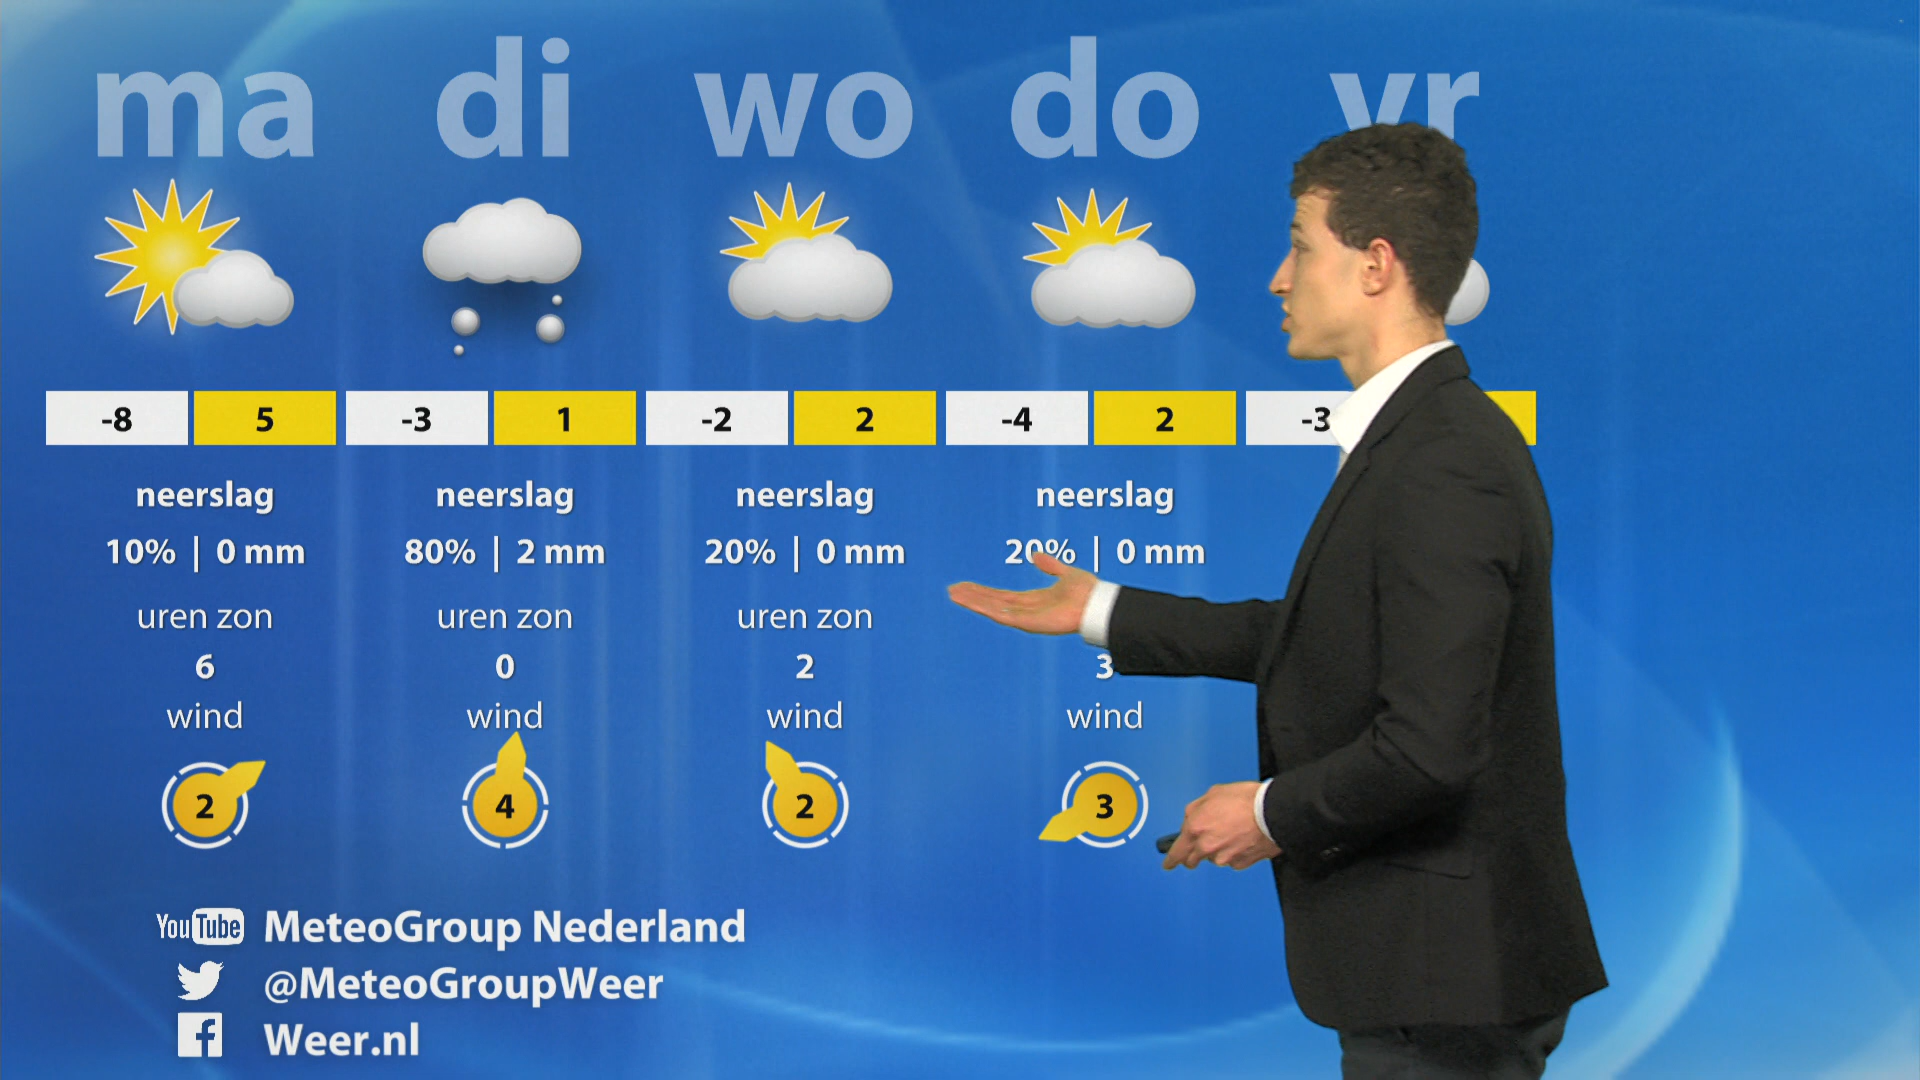 ma di wo do vr
-8 5 -3 1 -2 2 -4 2 -3
neerslag neerslag neerslag neerslag
10% | 0 mm 80% | 2 mm 20% | 0 mm 20% | 0 mm
uren zon uren zon uren zon
6 0 2 3
wind wind wind wind
2 4 2 3
YouTube MeteoGroup Nederland
@MeteoGroupWeer
Weer.nl